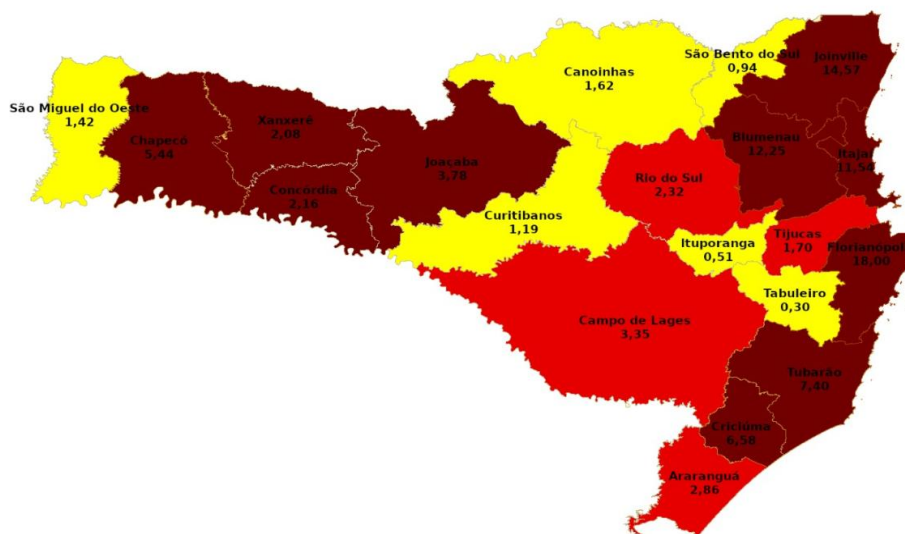 São Bento do Sul
0,94
Joinville
14,57
Canoinhas
1,62
São Miguel do Oeste
1,42
Chapecó
5,44
Xanxerê
2,08
Concórdia
2,16
Joaçaba
3,78
Blumenau
12,25
Itajaí
11,56
Rio do Sul
2,32
Curitibanos
1,19
Ituporanga
0,51
Tijucas
1,70
Florianopol
18,00
Tabuleiro
0,30
Campo de Lages
3,35
Tubarão
7,40
Criciúma
6,58
Araranguá
2,86